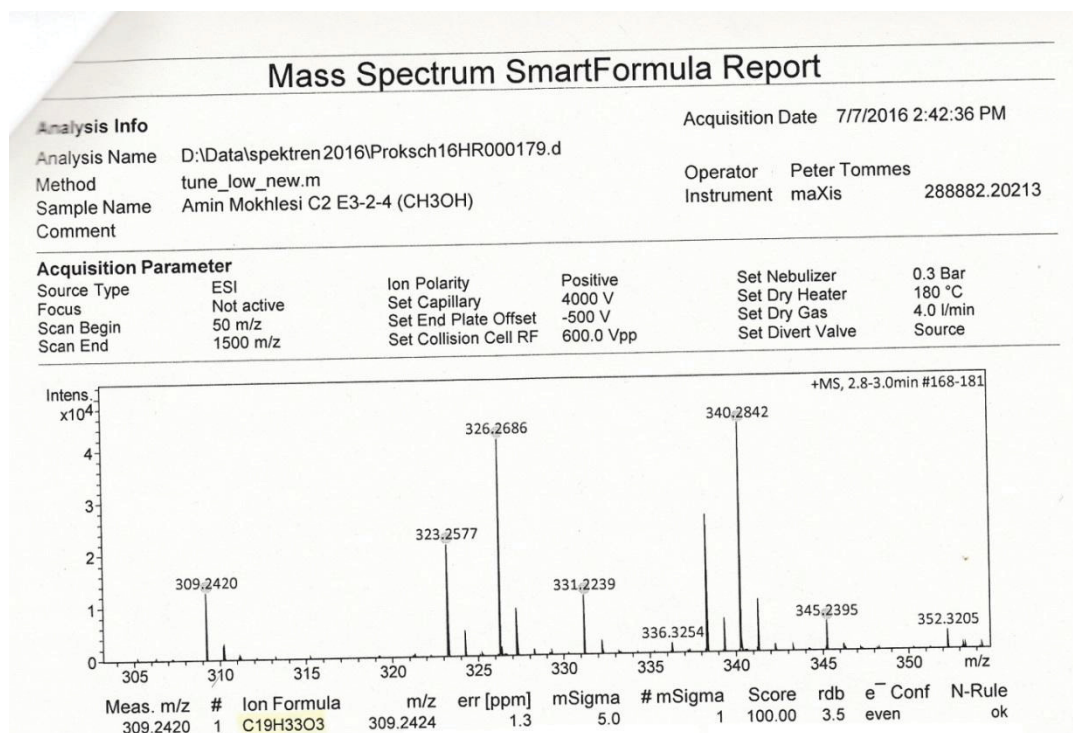 Mass Spectrum SmartFormula Report
Analysis Info
Acquisition Date 7/7/2016 2:42:36 PM
Analysis Name D:\Data\spektren 2016\Proksch16HR000179.d
Method tune_low_new.m
Operator Peter Tommes
Sample Name Amin Mokhlesi C2 E3-2-4 (CH3OH)
Instrument maXis 288882.20213
Comment
Acquisition Parameter
Source Type ESI Ion Polarity Positive Set Nebulizer 0.3 Bar
Focus Not active Set Capillary 4000 V Set Dry Heater 180 °C
Scan Begin 50 m/z Set End Plate Offset -500 V Set Dry Gas 4.0 l/min
Scan End 1500 m/z Set Collision Cell RF 600.0 Vpp Set Divert Valve Source
Intens.
x10⁴
+MS, 2.8-3.0min #168-181
340.2842
326.2686
4
3
323.2577
2
309.2420
331.2239
1
336.3254
345.2395
352.3205
0
305 310 315 320 325 330 335 340 345 350 m/z
Meas. m/z # Ion Formula m/z err [ppm] mSigma # mSigma Score rdb e¯ Conf N-Rule
309.2420 1 C19H33O3 309.2424 1.3 5.0 1 100.00 3.5 even ok